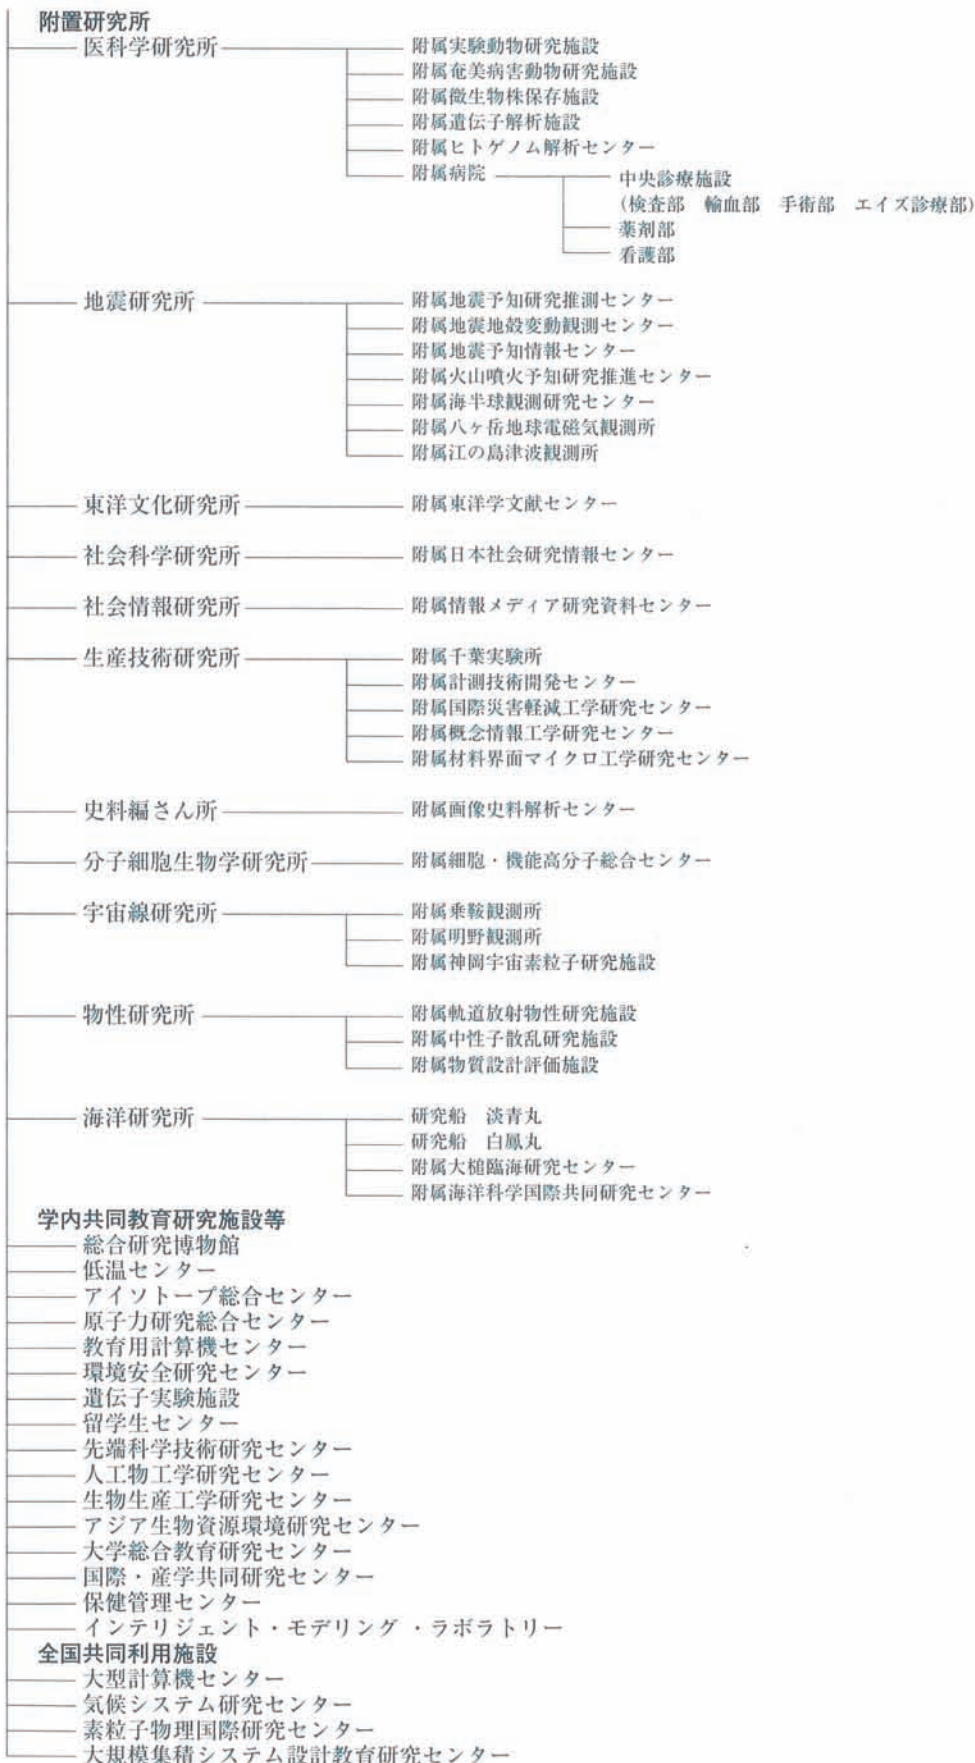 附置研究所
医科学研究所
附属実験動物研究施設
附属奄美病害動物研究施設
附属微生物株保存施設
附属遺伝子解析施設
附属ヒトゲノム解析センター
附属病院
中央診療施設
(検査部 輸血部 手術部 エイズ診療部)
薬剤部
看護部
地震研究所
附属地震予知研究推測センター
附属地震地殻変動観測センター
附属地震予知情報センター
附属火山噴火予知研究推進センター
附属海半球観測研究センター
附属八ヶ岳地球電磁気観測所
附属江の島津波観測所
東洋文化研究所
附属東洋学文献センター
社会科学研究所
附属日本社会研究情報センター
社会情報研究所
附属情報メディア研究資料センター
生産技術研究所
附属千葉実験所
附属計測技術開発センター
附属国際災害軽減工学研究センター
附属概念情報工学研究センター
附属材料界面マイクロ工学研究センター
史料編さん所
附属画像史料解析センター
分子細胞生物学研究所
附属細胞・機能高分子総合センター
宇宙線研究所
附属乗鞍観測所
附属明野観測所
附属神岡宇宙素粒子研究施設
物性研究所
附属軌道放射物性研究施設
附属中性子散乱研究施設
附属物質設計評価施設
海洋研究所
研究船 淡青丸
研究船 白鳳丸
附属大槌臨海研究センター
附属海洋科学国際共同研究センター
学内共同教育研究施設等
総合研究博物館
低温センター
アイソトープ総合センター
原子力研究総合センター
教育用計算機センター
環境安全研究センター
遺伝子実験施設
留学生センター
先端科学技術研究センター
人工物工学研究センター
生物生産工学研究センター
アジア生物資源環境研究センター
大学総合教育研究センター
国際・産学共同研究センター
保健管理センター
インテリジェント・モデリング・ラボラトリー
全国共同利用施設
大型計算機センター
気候システム研究センター
素粒子物理国際研究センター
大規模集積システム設計教育研究センター